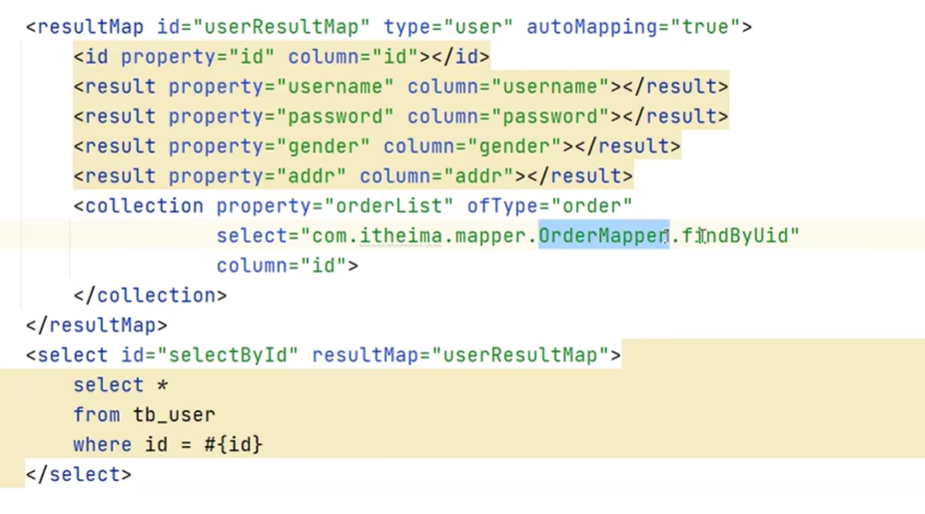 <resultMap id="userResultMap" type="user" autoMapping="true">
<id property="id" column="id"></id>
<result property="username" column="username"></result>
<result property="password" column="password"></result>
<result property="gender" column="gender"></result>
<result property="addr" column="addr"></result>
<collection property="orderList" ofType="order"
select="com.itheima.mapper.OrderMapper.findByUid"
column="id">
</collection>
</resultMap>
<select id="selectById" resultMap="userResultMap">
select *
from tb_user
where id = #{id}
</select>